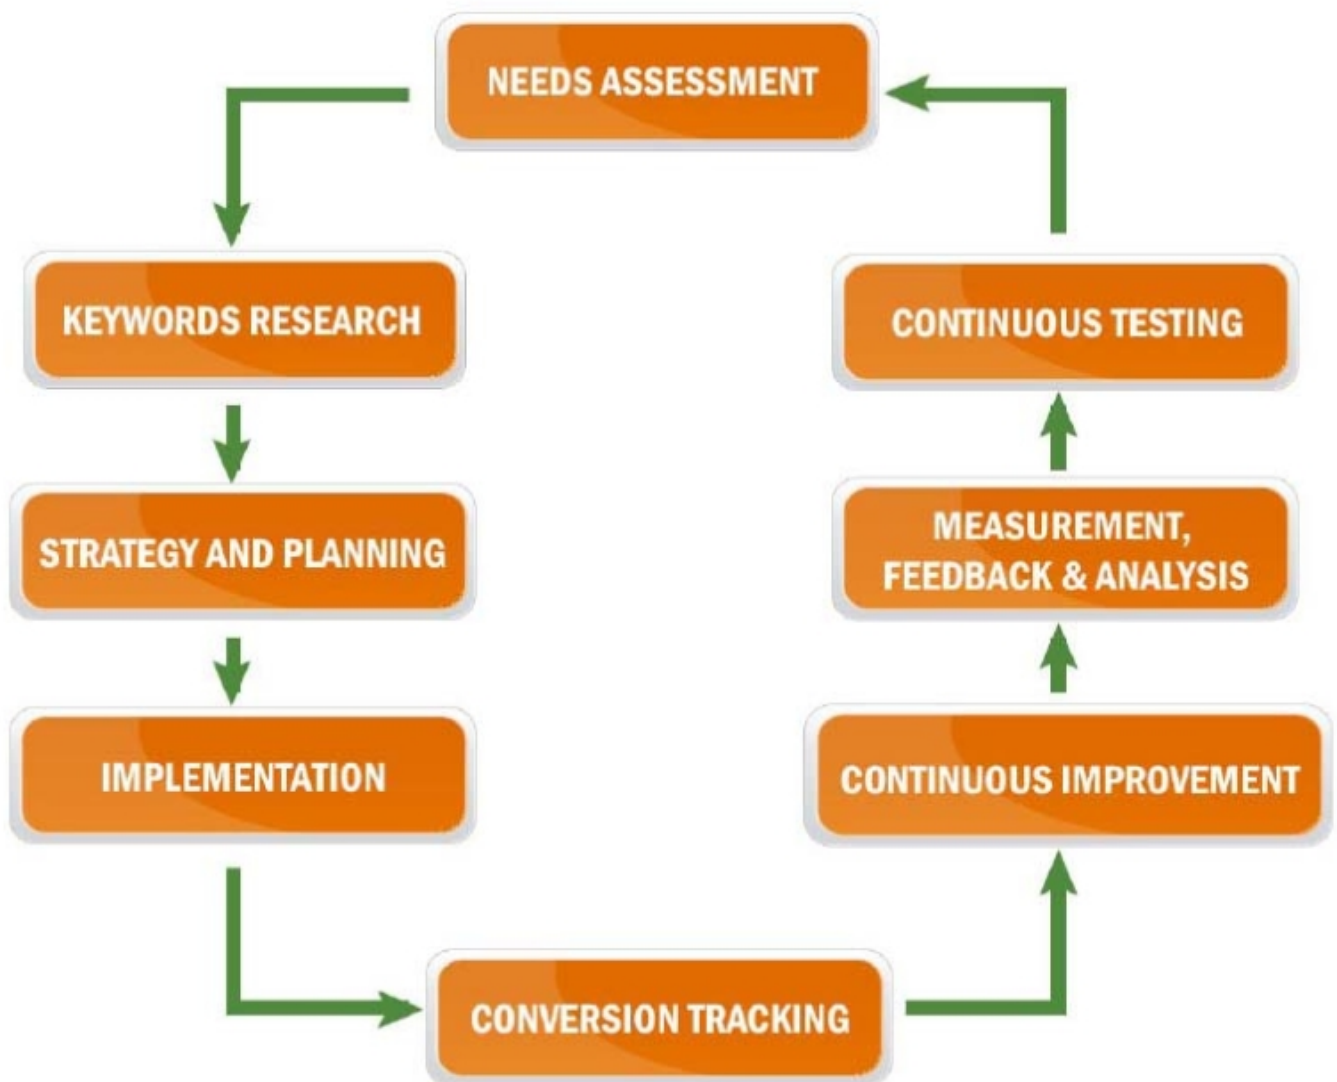 NEEDS ASSESSMENT
KEYWORDS RESEARCH
STRATEGY AND PLANNING
IMPLEMENTATION
CONVERSION TRACKING
CONTINUOUS IMPROVEMENT
MEASUREMENT,
FEEDBACK & ANALYSIS
CONTINUOUS TESTING